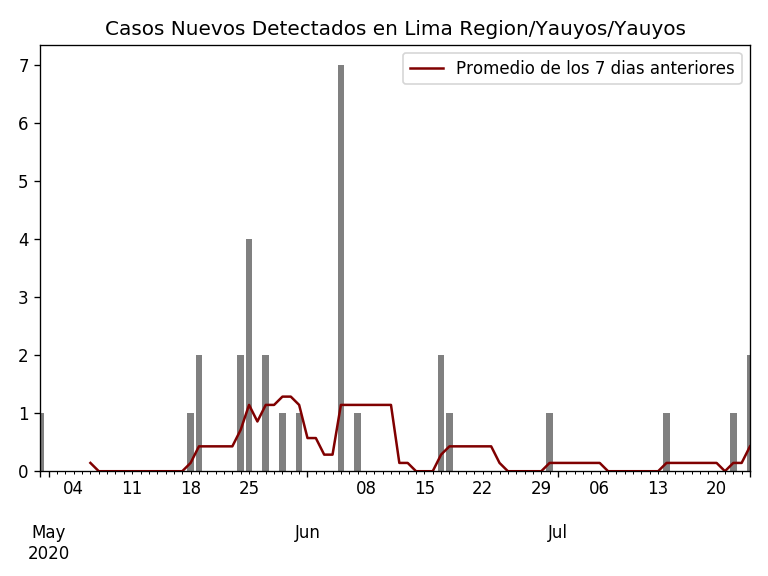 Casos Nuevos Detectados en Lima Region/Yauyos/Yauyos
Promedio de los 7 dias anteriores
7
6
5
4
3
2
1
0
04 11 18 25 08 15 22 29 06 13 20
May Jun Jul
2020